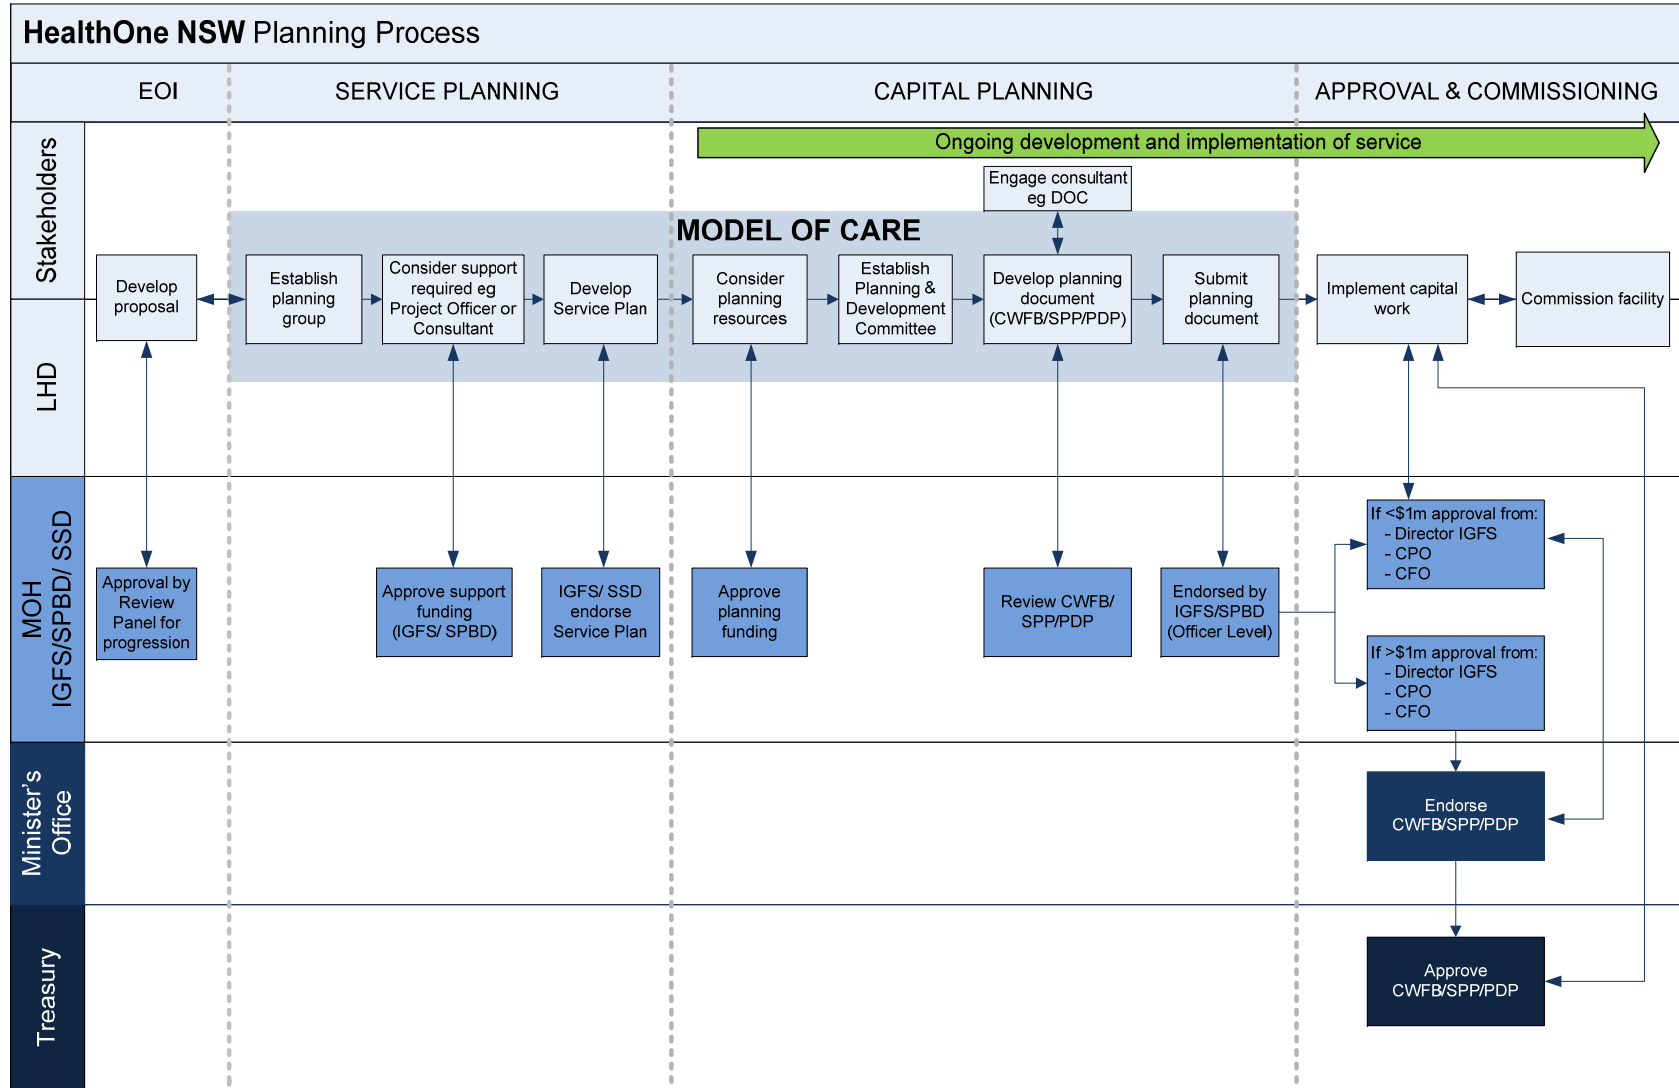 HealthOne NSW Planning Process
EOI
SERVICE PLANNING
CAPITAL PLANNING
APPROVAL & COMMISSIONING
Stakeholders
LHD
MOH
IGFS/SPBD/ SSD
Minister's
Office
Treasury
Ongoing development and implementation of service
Engage consultant
eg DOC
MODEL OF CARE
Develop
proposal
Establish
planning
group
Consider support
required eg
Project Officer or
Consultant
Develop
Service Plan
Consider
planning
resources
Establish
Planning &
Development
Committee
Develop planning
document
(CWFB/SPP/PDP)
Submit
planning
document
Implement capital
work
Commission facility
Approval by
Review
Panel for
progression
Approve support
funding
(IGFS/ SPBD)
IGFS/ SSD
endorse
Service Plan
Approve
planning
funding
Review CWFB/
SPP/PDP
Endorsed by
IGFS/SPBD
(Officer Level)
If <$1m approval from:
- Director IGFS
- CPO
- CFO
If >$1m approval from:
- Director IGFS
- CPO
- CFO
Endorse
CWFB/SPP/PDP
Approve
CWFB/SPP/PDP